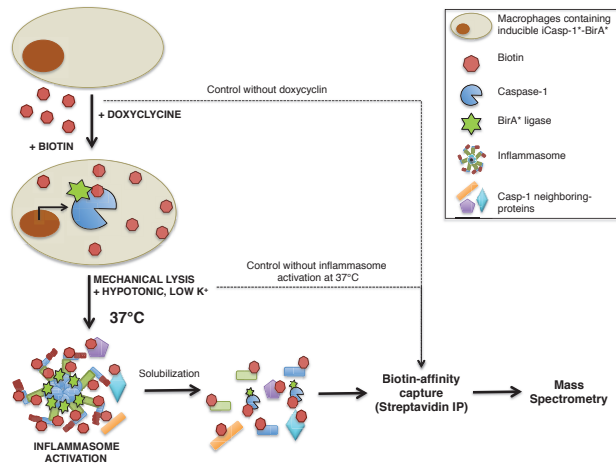 Macrophages containing
inducible iCasp-1*-BirA*
Biotin
Caspase-1
BirA* ligase
Inflammasome
Casp-1 neighboring-
proteins
Control without doxycyclin
+ DOXYCLYCINE
+ BIOTIN
MECHANICAL LYSIS
+ HYPOTONIC, LOW K+
Control without inflammasome
activation at 37°C
37°C
Solubilization
Biotin-affinity
capture
(Streptavidin IP)
Mass
Spectrometry
INFLAMMASOME
ACTIVATION